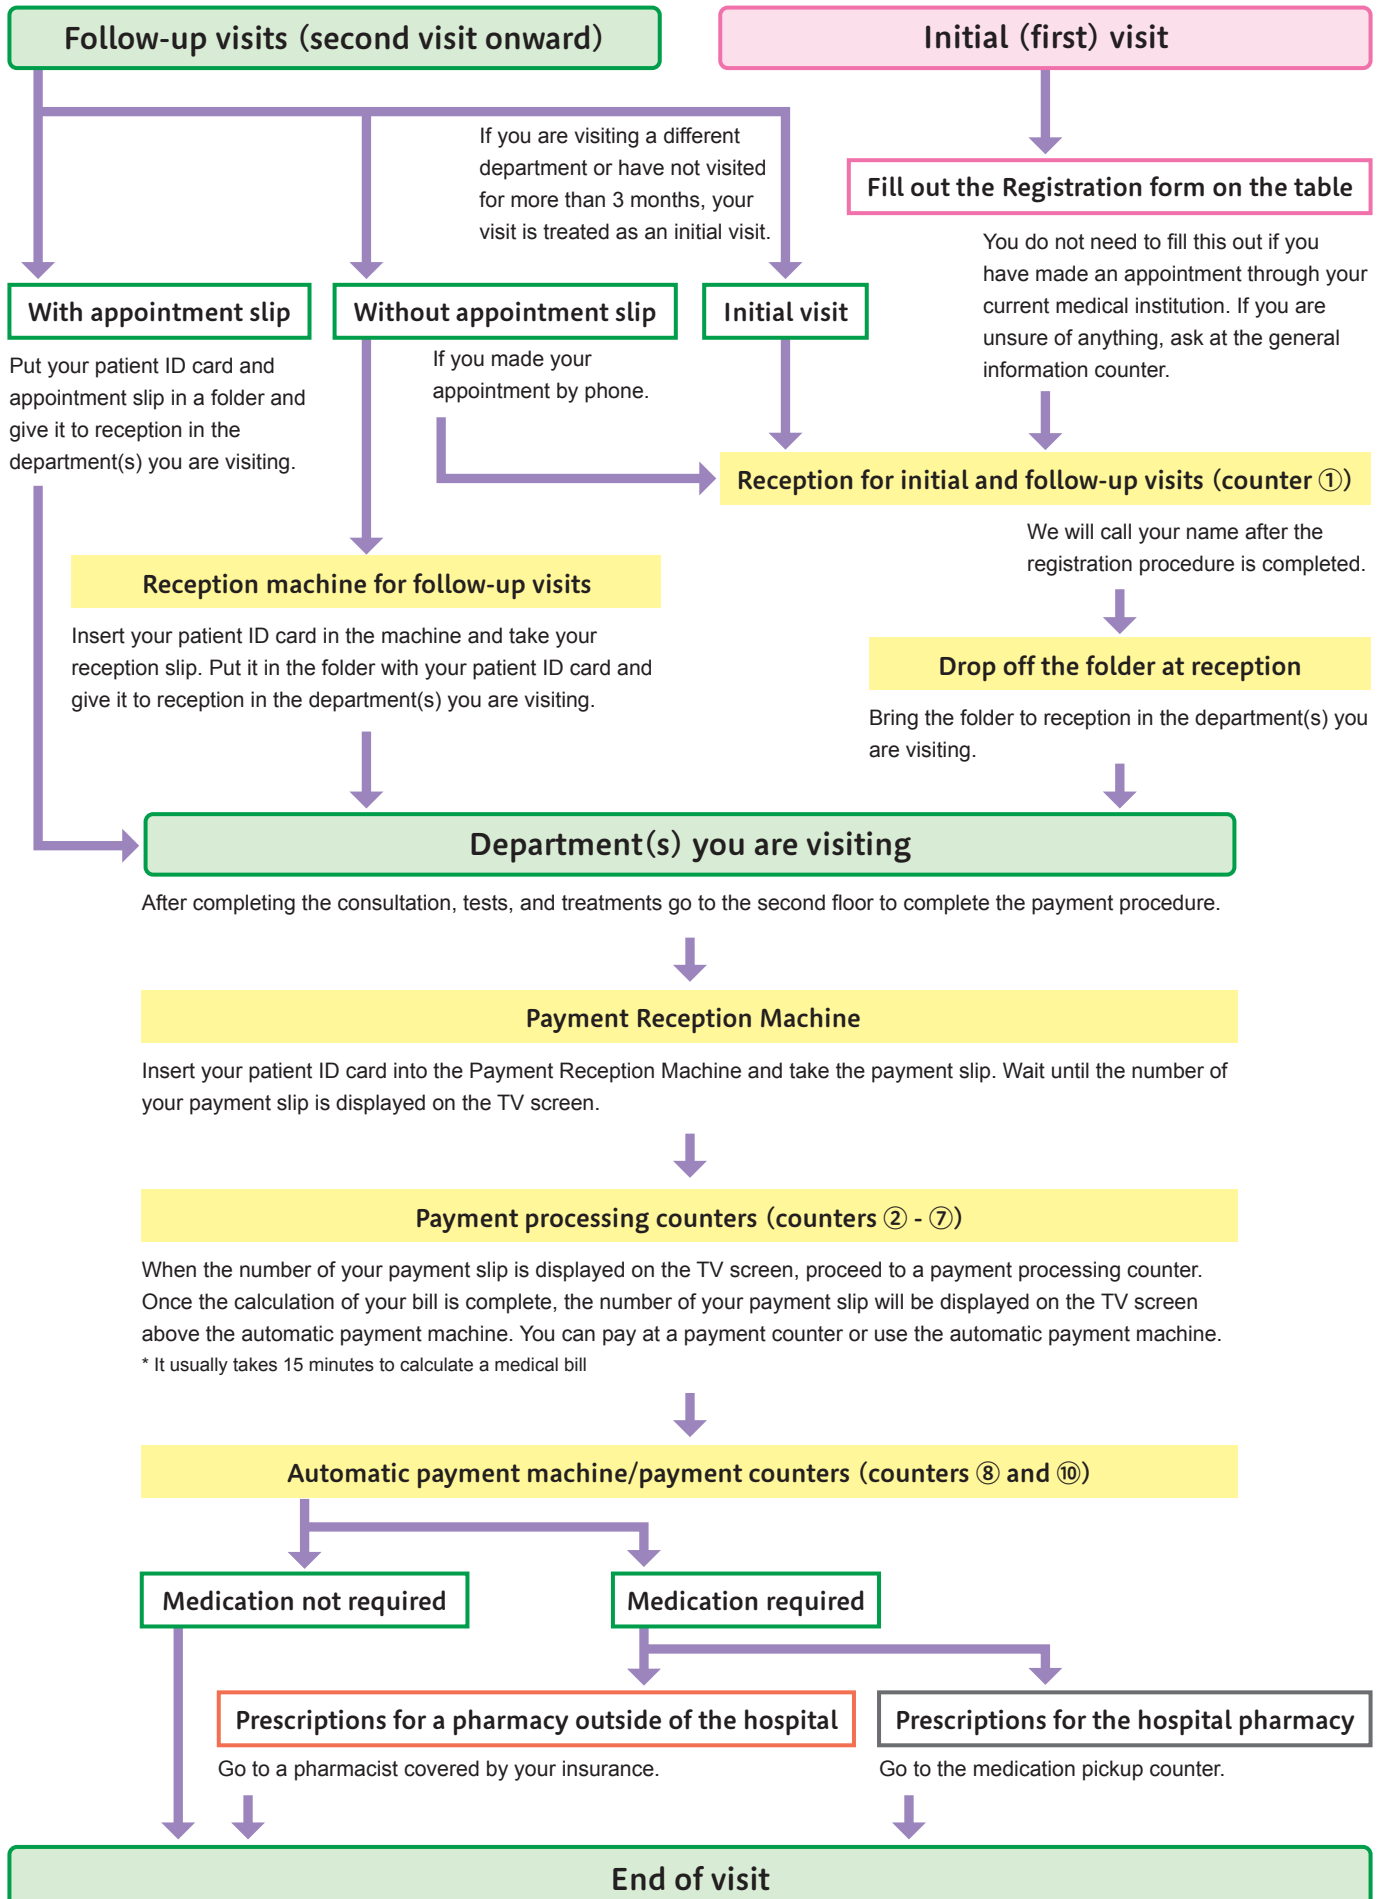 Follow-up visits (second visit onward)
Initial (first) visit
If you are visiting a different
department or have not visited
for more than 3 months, your
visit is treated as an initial visit.
Fill out the Registration form on the table
You do not need to fill this out if you
have made an appointment through your
current medical institution. If you are
unsure of anything, ask at the general
information counter.
With appointment slip
Put your patient ID card and
appointment slip in a folder and
give it to reception in the
department(s) you are visiting.
Without appointment slip
If you made your
appointment by phone.
Initial visit
Reception for initial and follow-up visits (counter ①)
We will call your name after the
registration procedure is completed.
Reception machine for follow-up visits
Insert your patient ID card in the machine and take your
reception slip. Put it in the folder with your patient ID card and
give it to reception in the department(s) you are visiting.
Drop off the folder at reception
Bring the folder to reception in the department(s) you
are visiting.
Department(s) you are visiting
After completing the consultation, tests, and treatments go to the second floor to complete the payment procedure.
Payment Reception Machine
Insert your patient ID card into the Payment Reception Machine and take the payment slip. Wait until the number of
your payment slip is displayed on the TV screen.
Payment processing counters (counters ② - ⑦)
When the number of your payment slip is displayed on the TV screen, proceed to a payment processing counter.
Once the calculation of your bill is complete, the number of your payment slip will be displayed on the TV screen
above the automatic payment machine. You can pay at a payment counter or use the automatic payment machine.
* It usually takes 15 minutes to calculate a medical bill
Automatic payment machine/payment counters (counters ⑧ and ⑩)
Medication not required
Medication required
Prescriptions for a pharmacy outside of the hospital
Go to a pharmacist covered by your insurance.
Prescriptions for the hospital pharmacy
Go to the medication pickup counter.
End of visit